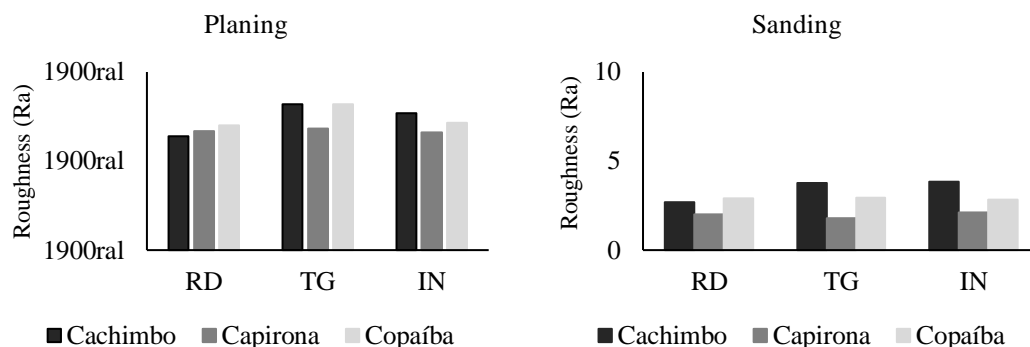 Planing
Roughness (Ra)
1900ral
1900ral
1900ral
RD TG IN
Cachimbo Capirona Copaíba
Sanding
Roughness (Ra)
10
5
0
RD TG IN
Cachimbo Capirona Copaíba